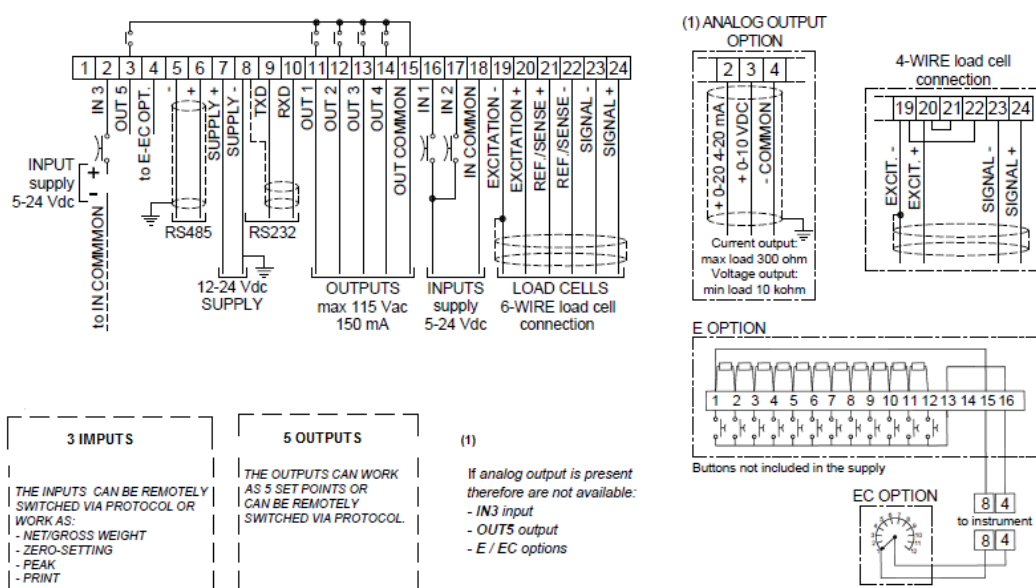 1 2 3 4 5 6 7 8 9 10 11 12 13 14 15 16 17 18 19 20 21 22 23 24
IN 3
OUT 5
to E-EC OPT.
-
+
SUPPLY +
SUPPLY -
TXD
RXD
OUT 1
OUT 2
OUT 3
OUT 4
OUT COMMON
IN 1
IN 2
IN COMMON
EXCITATION -
EXCITATION +
REF./SENSE +
REF./SENSE -
SIGNAL -
SIGNAL +
INPUT
supply
5-24 Vdc
+
-
to IN COMMON
RS485
RS232
12-24 Vdc
SUPPLY
OUTPUTS
max 115 Vac
150 mA
INPUTS
supply
5-24 Vdc
LOAD CELLS
6-WIRE load cell
connection
(1) ANALOG OUTPUT
OPTION
2 3 4
+ 0-20 4-20 mA
+ 0-10 VDC
- COMMON
Current output:
max load 300 ohm
Voltage output:
min load 10 kohm
4-WIRE load cell
connection
19 20 21 22 23 24
EXCIT. -
EXCIT. +
SIGNAL -
SIGNAL +
E OPTION
1 2 3 4 5 6 7 8 9 10 11 12 13 14 15 16
Buttons not included in the supply
EC OPTION
8 4
to instrument
8 4
3 IMPUTS
THE INPUTS CAN BE REMOTELY
SWITCHED VIA PROTOCOL OR
WORK AS:
- NET/GROSS WEIGHT
- ZERO-SETTING
- PEAK
- PRINT
5 OUTPUTS
THE OUTPUTS CAN WORK
AS 5 SET POINTS OR
CAN BE REMOTELY
SWITCHED VIA PROTOCOL.
(1)
If analog output is present
therefore are not available:
- IN3 input
- OUT5 output
- E / EC options